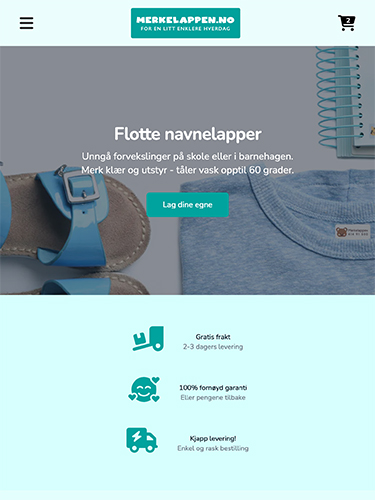 2
MERKELAPPEN.NO
FOR EN LITT ENKLERE HVERDAG
Flotte navnelapper
Unngå forvekslinger på skole eller i barnehagen.
Merk klær og utstyr - tåler vask opptil 60 grader.
Lag dine egne
Gratis frakt
2-3 dagers levering
100% fornøyd garanti
Eller pengene tilbake
Kjapp levering!
Enkel og rask bestilling